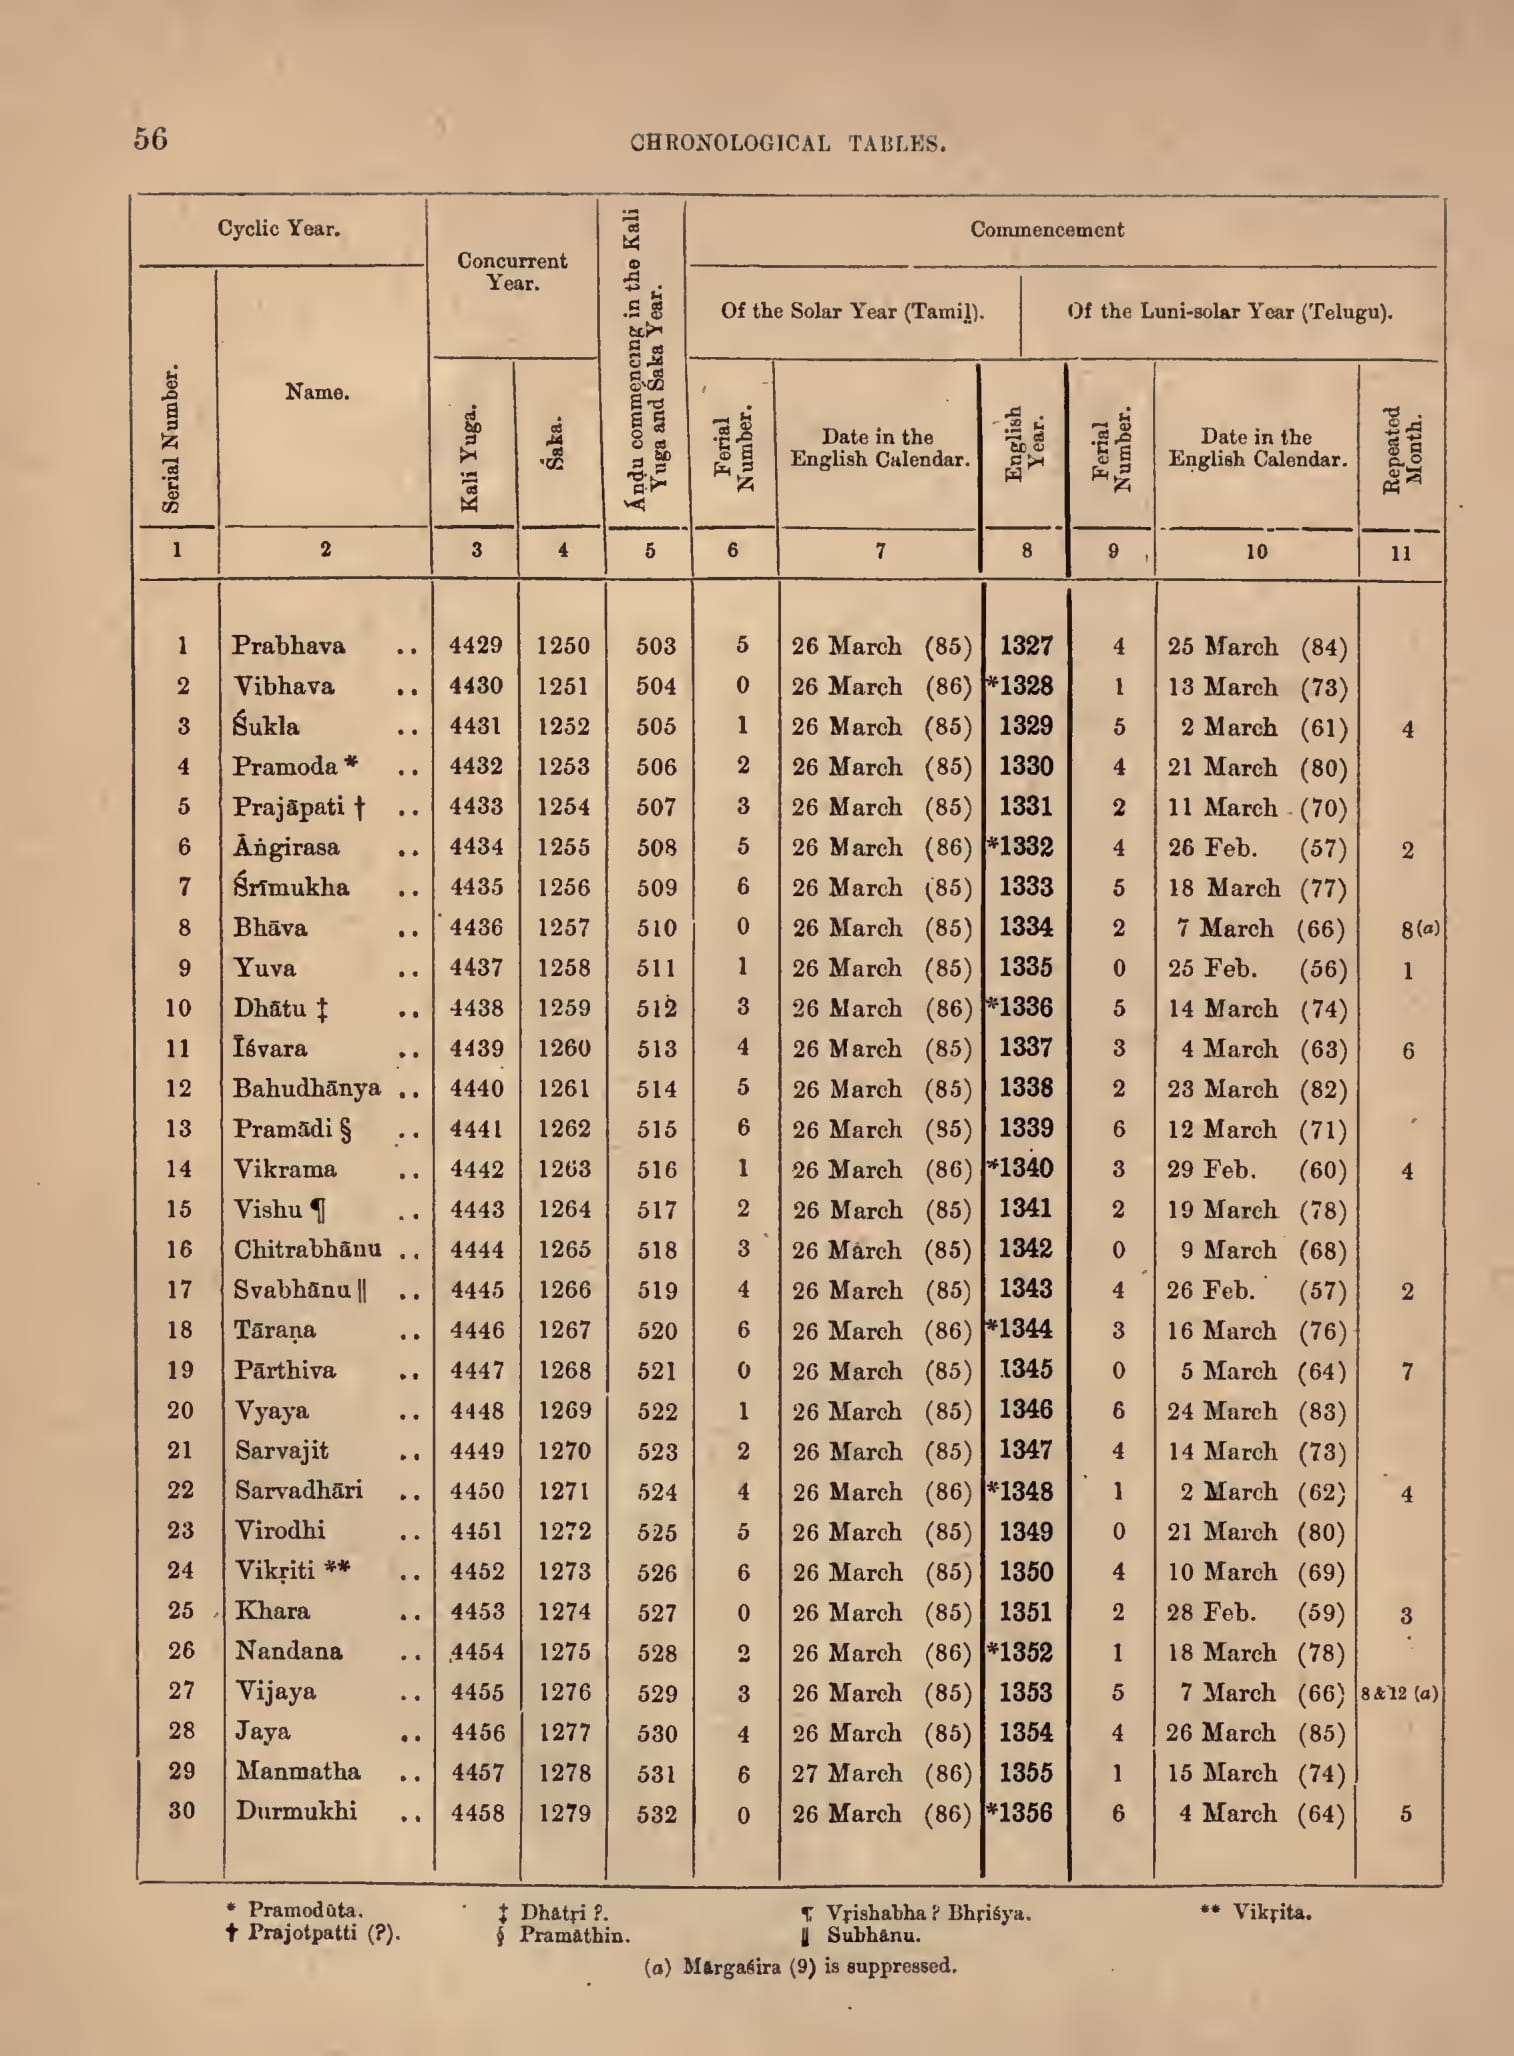 56
CHRONOLOGICAL TABLES.
Cyclic Year.
Concurrent Year.
Āṇḍu commencing in the Kali Yuga and Śaka Year.
Commencement
Of the Solar Year (Tamiḻ).
Of the Luni-solar Year (Telugu).
Serial Number.
Name.
Kali Yuga.
Śaka.
Ferial Number.
Date in the English Calendar.
English Year.
Ferial Number.
Date in the English Calendar.
Repeated Month.
1 2 3 4 5 6 7 8 9 10 11
1 Prabhava .. 4429 1250 503 5 26 March (85) 1327 4 25 March (84)
2 Vibhava .. 4430 1251 504 0 26 March (86) *1328 1 13 March (73)
3 Śukla .. 4431 1252 505 1 26 March (85) 1329 5 2 March (61) 4
4 Pramoda * .. 4432 1253 506 2 26 March (85) 1330 4 21 March (80)
5 Prajāpati † .. 4433 1254 507 3 26 March (85) 1331 2 11 March (70)
6 Āṅgirasa .. 4434 1255 508 5 26 March (86) *1332 4 26 Feb. (57) 2
7 Śrīmukha .. 4435 1256 509 6 26 March (85) 1333 5 18 March (77)
8 Bhāva .. 4436 1257 510 0 26 March (85) 1334 2 7 March (66) 8 (a)
9 Yuva .. 4437 1258 511 1 26 March (85) 1335 0 25 Feb. (56) 1
10 Dhātu ‡ .. 4438 1259 512 3 26 March (86) *1336 5 14 March (74)
11 Īśvara .. 4439 1260 513 4 26 March (85) 1337 3 4 March (63) 6
12 Bahudhānya .. 4440 1261 514 5 26 March (85) 1338 2 23 March (82)
13 Pramādi § .. 4441 1262 515 6 26 March (85) 1339 6 12 March (71)
14 Vikrama .. 4442 1263 516 1 26 March (86) *1340 3 29 Feb. (60) 4
15 Vishu ¶ .. 4443 1264 517 2 26 March (85) 1341 2 19 March (78)
16 Chitrabhānu .. 4444 1265 518 3 26 March (85) 1342 0 9 March (68)
17 Svabhānu ‖ .. 4445 1266 519 4 26 March (85) 1343 4 26 Feb. (57) 2
18 Tāraṇa .. 4446 1267 520 6 26 March (86) *1344 3 16 March (76)
19 Pārthiva .. 4447 1268 521 0 26 March (85) 1345 0 5 March (64) 7
20 Vyaya .. 4448 1269 522 1 26 March (85) 1346 6 24 March (83)
21 Sarvajit .. 4449 1270 523 2 26 March (85) 1347 4 14 March (73)
22 Sarvadhāri .. 4450 1271 524 4 26 March (86) *1348 1 2 March (62) 4
23 Virodhi .. 4451 1272 525 5 26 March (85) 1349 0 21 March (80)
24 Vikṛiti ** .. 4452 1273 526 6 26 March (85) 1350 4 10 March (69)
25 Khara .. 4453 1274 527 0 26 March (85) 1351 2 28 Feb. (59) 3
26 Nandana .. 4454 1275 528 2 26 March (86) *1352 1 18 March (78)
27 Vijaya .. 4455 1276 529 3 26 March (85) 1353 5 7 March (66) 8 & 12 (a)
28 Jaya .. 4456 1277 530 4 26 March (85) 1354 4 26 March (85)
29 Manmatha .. 4457 1278 531 6 27 March (86) 1355 1 15 March (74)
30 Durmukhi .. 4458 1279 532 0 26 March (86) *1356 6 4 March (64) 5
* Pramodūta. ‡ Dhātṛi ?. ¶ Vṛishabha ? Bhṛiśya. ** Vikṛita.
† Prajotpatti (?). § Pramāthin. ‖ Subhānu.
(a) Mārgaśira (9) is suppressed.